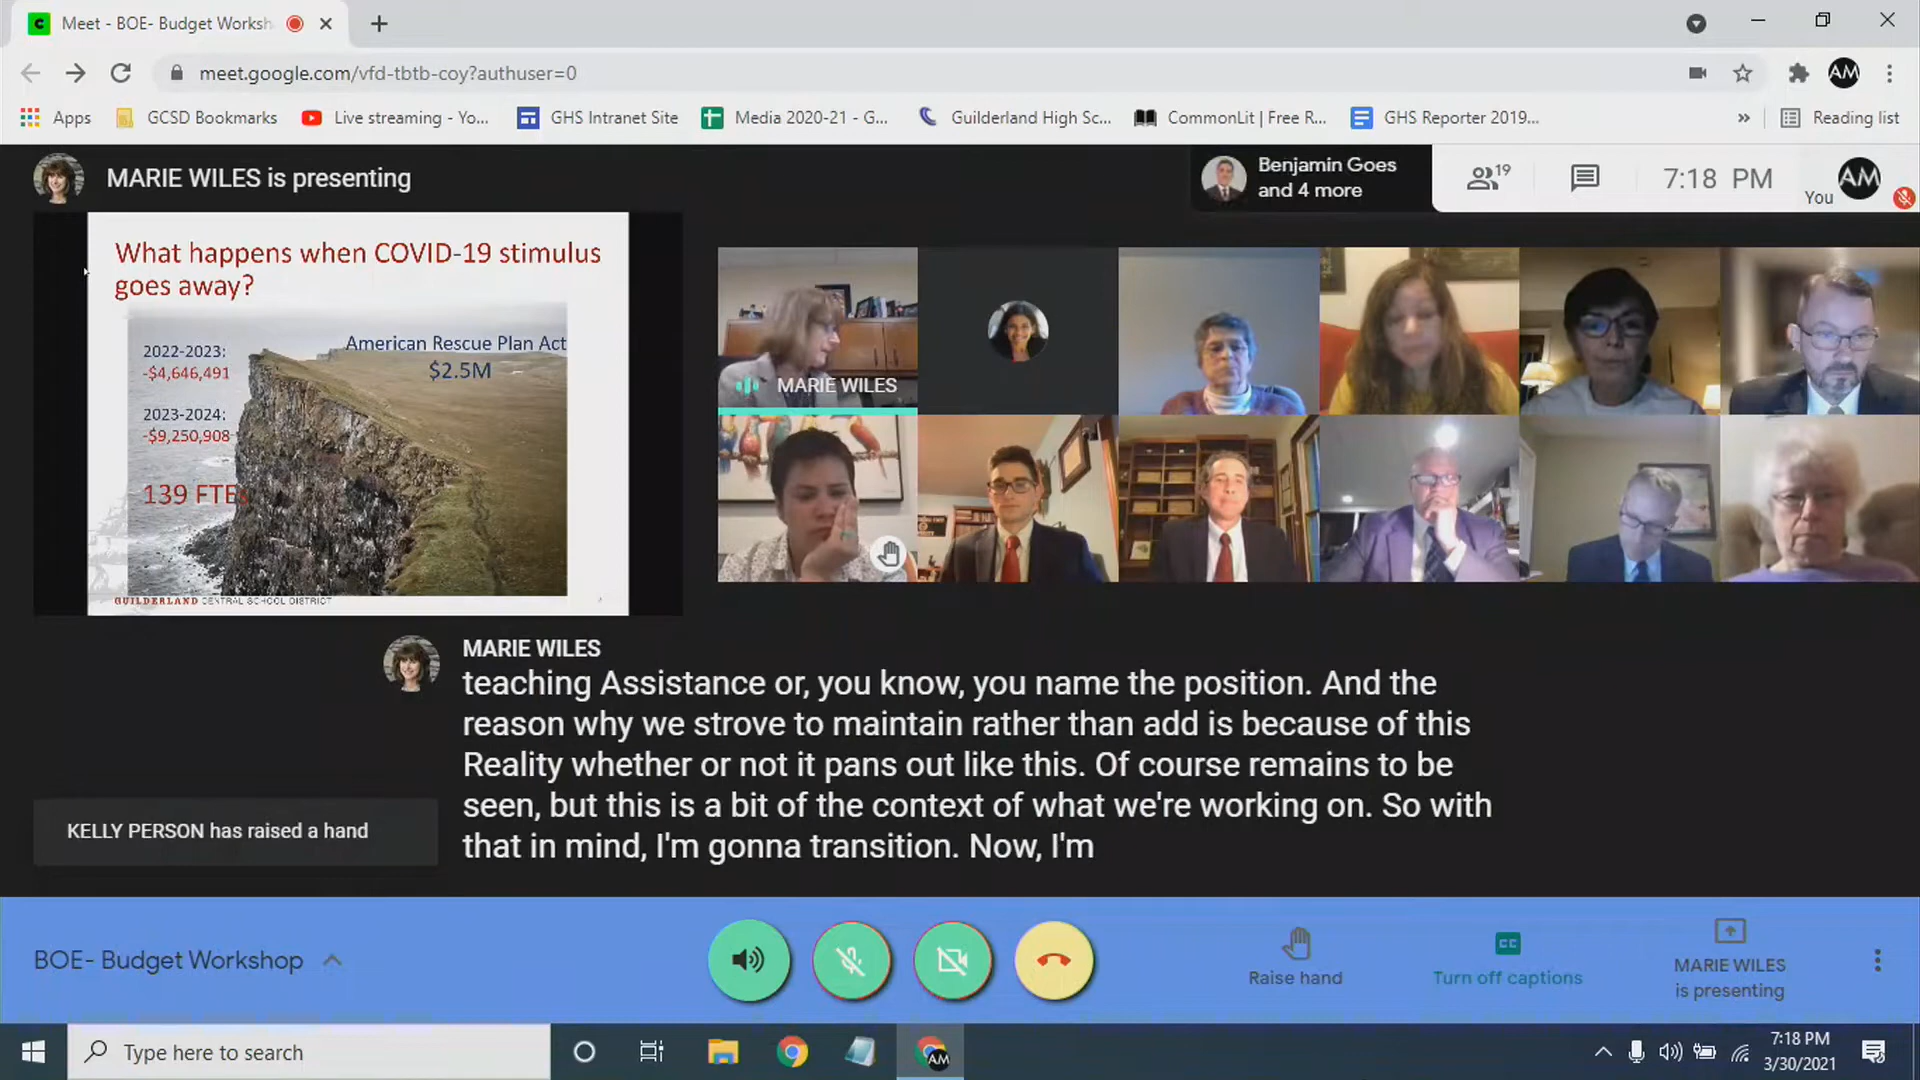 Meet - BOE- Budget Worksh
meet.google.com/vfd-tbtb-coy?authuser=0
Apps
GCSD Bookmarks
Live streaming - Yo...
GHS Intranet Site
Media 2020-21 - G...
Guilderland High Sc...
CommonLit | Free R...
GHS Reporter 2019...
Reading list
MARIE WILES is presenting
Benjamin Goes
and 4 more
19
7:18 PM
You
AM
What happens when COVID-19 stimulus
goes away?
American Rescue Plan Act
$2.5M
2022-2023:
-$4,646,491
2023-2024:
-$9,250,908
139 FTEs
GUILDERLAND CENTRAL SCHOOL DISTRICT
MARIE WILES
MARIE WILES
teaching Assistance or, you know, you name the position. And the
reason why we strove to maintain rather than add is because of this
Reality whether or not it pans out like this. Of course remains to be
seen, but this is a bit of the context of what we're working on. So with
that in mind, I'm gonna transition. Now, I'm
KELLY PERSON has raised a hand
BOE- Budget Workshop
Raise hand
CC
Turn off captions
MARIE WILES
is presenting
Type here to search
AM
7:18 PM
3/30/2021